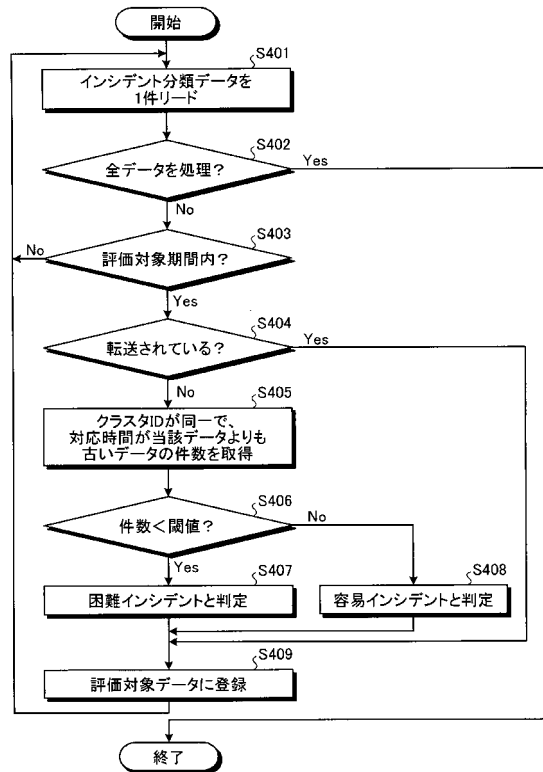 開始
S401
インシデント分類データを
1件リード
S402
全データを処理？
Yes
No
S403
評価対象期間内？
No
Yes
S404
転送されている？
Yes
No
S405
クラスタIDが同一で、
対応時間が当該データよりも
古いデータの件数を取得
S406
件数＜閾値？
No
Yes
S407
困難インシデントと判定
S408
容易インシデントと判定
S409
評価対象データに登録
終了